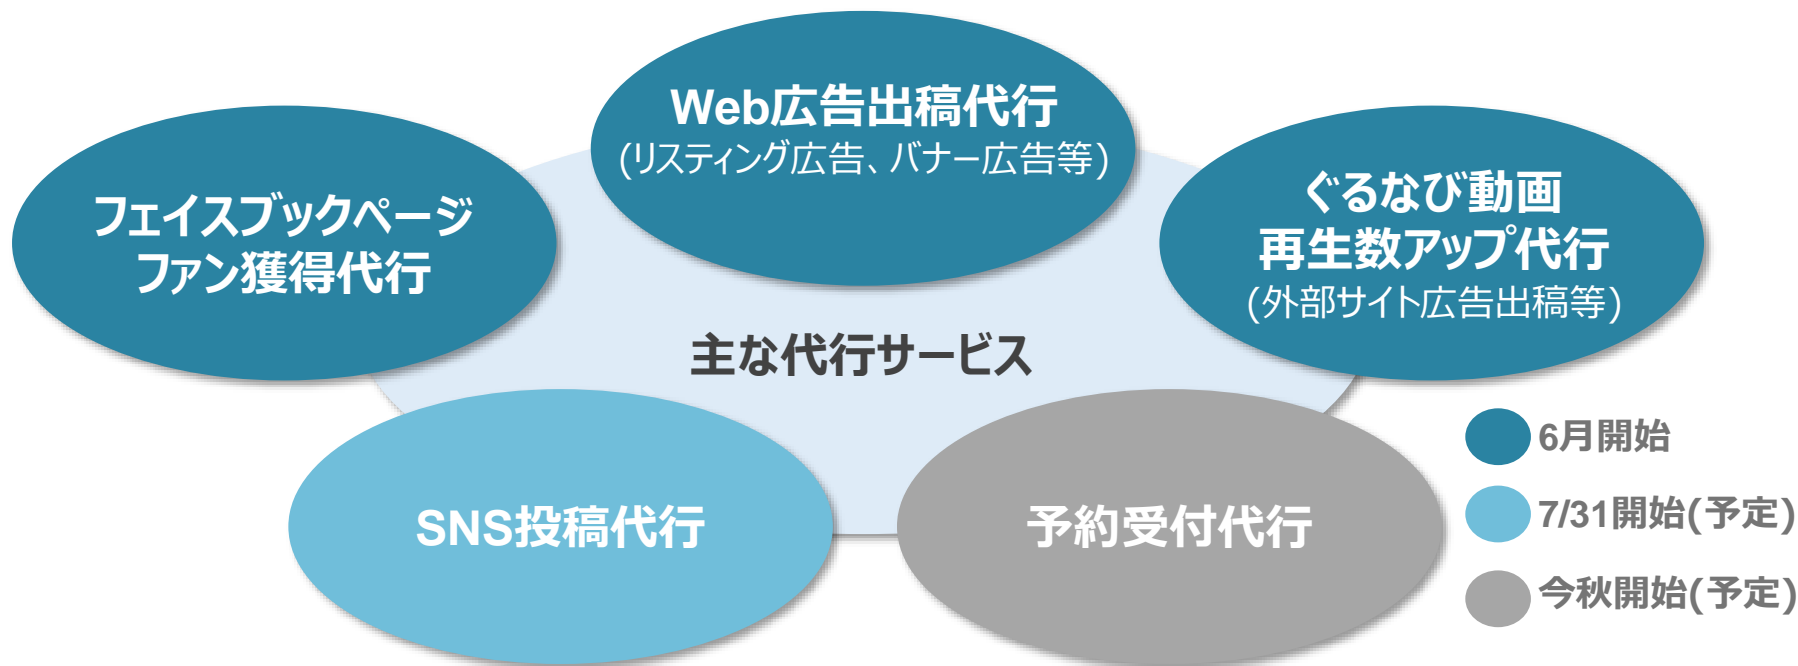 Web広告出稿代行
(リスティング広告、バナー広告等)
フェイスブックページ
ファン獲得代行
ぐるなび動画
再生数アップ代行
(外部サイト広告出稿等)
主な代行サービス
SNS投稿代行
予約受付代行
6月開始
7/31開始(予定)
今秋開始(予定)